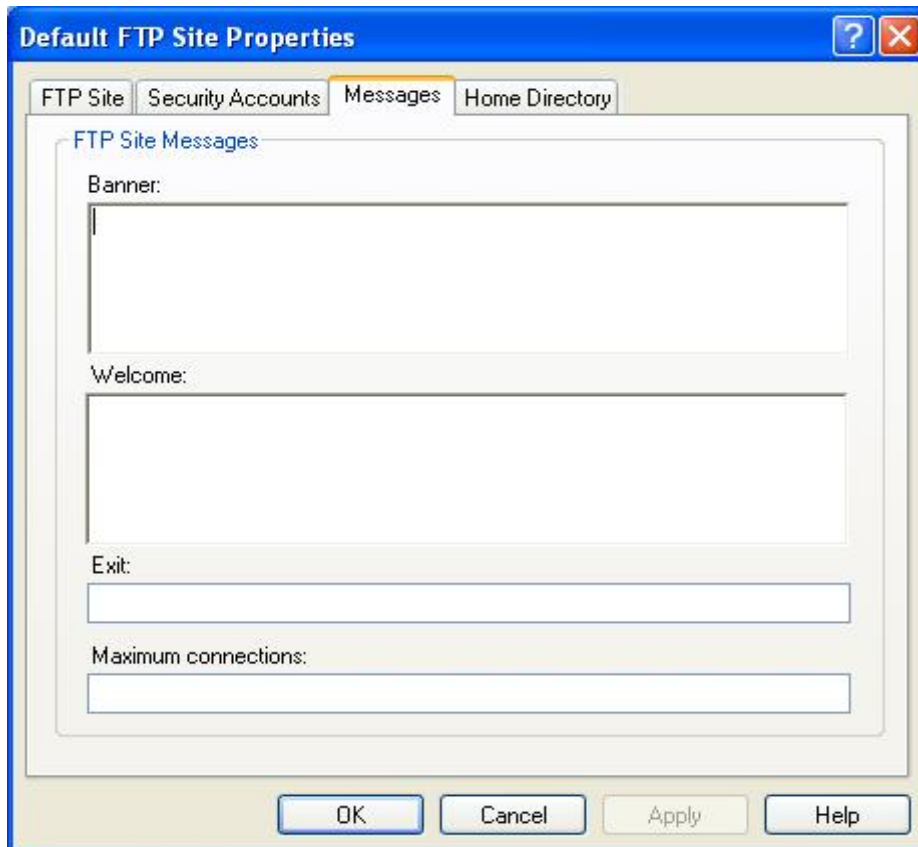 Default FTP Site Properties
FTP Site Security Accounts Messages Home Directory
FTP Site Messages
Banner:
Welcome:
Exit:
Maximum connections:
OK Cancel Apply Help